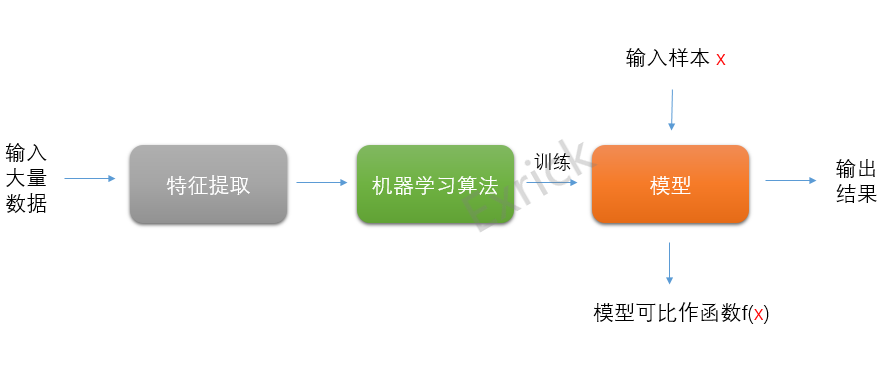 输入样本 x
输入
大量
数据
特征提取
机器学习算法
训练
模型
输出
结果
Exrick
模型可比作函数f(x)